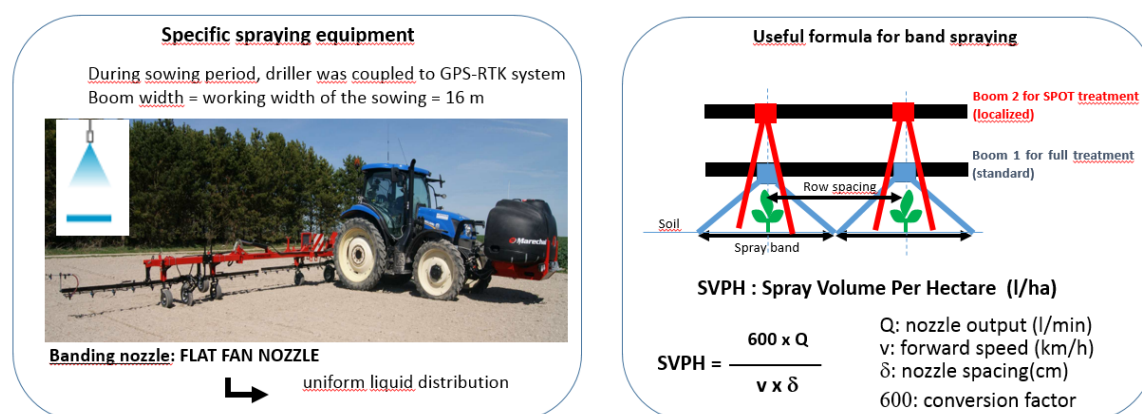 Specific spraying equipment
During sowing period, driller was coupled to GPS-RTK system
Boom width = working width of the sowing = 16 m
Marechal
Banding nozzle: FLAT FAN NOZZLE
uniform liquid distribution
Useful formula for band spraying
Boom 2 for SPOT treatment
(localized)
Boom 1 for full treatment
(standard)
Row spacing
Soil
Spray band
SVPH : Spray Volume Per Hectare (l/ha)
SVPH =
600 x Q
v x δ
Q: nozzle output (l/min)
v: forward speed (km/h)
δ: nozzle spacing(cm)
600: conversion factor